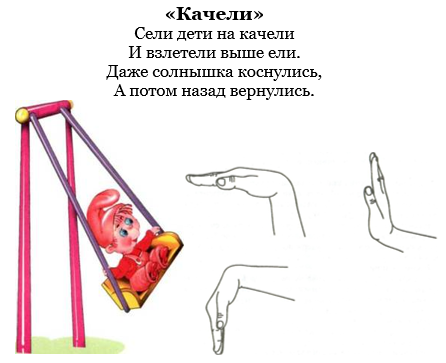 «Качели»
Сели дети на качели
И взлетели выше ели.
Даже солнышка коснулись,
А потом назад вернулись.